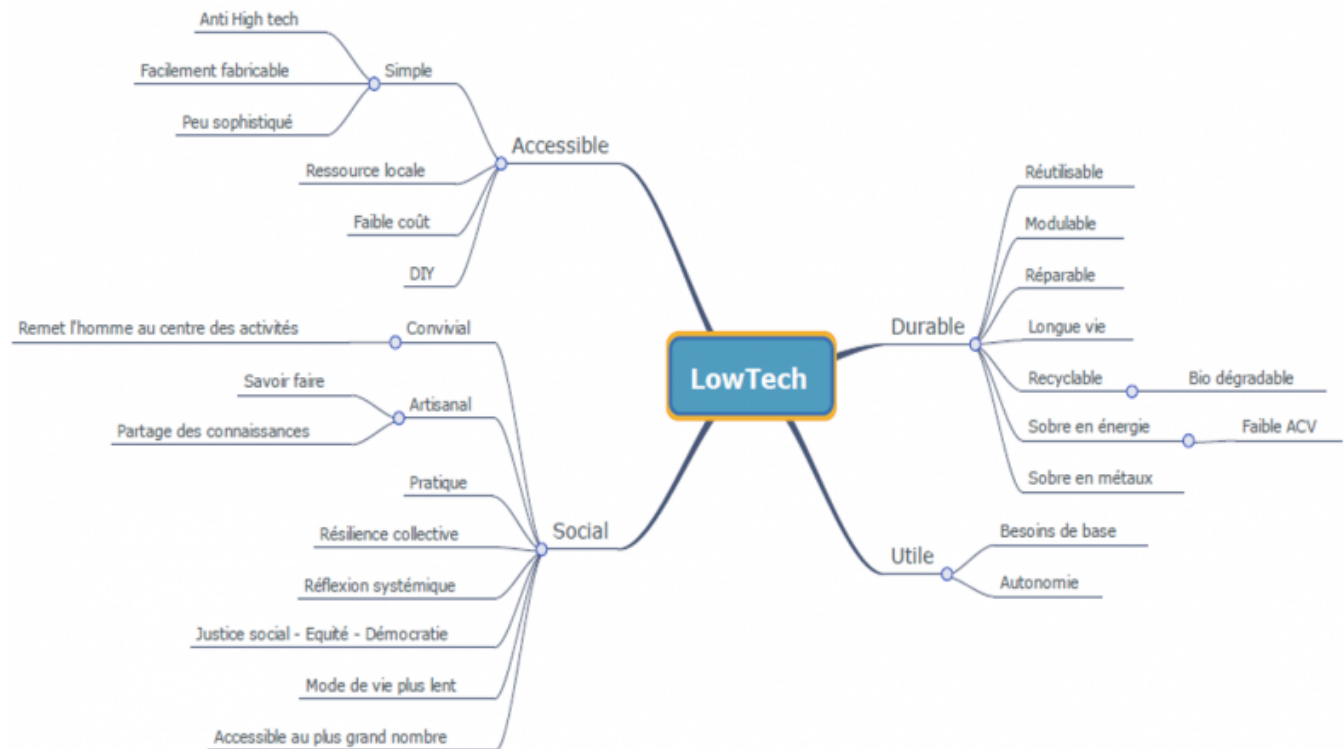 LowTech
Accessible
Simple
Anti High tech
Facilement fabricable
Peu sophistiqué
Ressource locale
Faible coût
DIY
Social
Convivial
Remet l'homme au centre des activités
Artisanal
Savoir faire
Partage des connaissances
Pratique
Résilience collective
Réflexion systémique
Justice social - Equité - Démocratie
Mode de vie plus lent
Accessible au plus grand nombre
Durable
Réutilisable
Modulable
Réparable
Longue vie
Recyclable
Bio dégradable
Sobre en énergie
Faible ACV
Sobre en métaux
Utile
Besoins de base
Autonomie